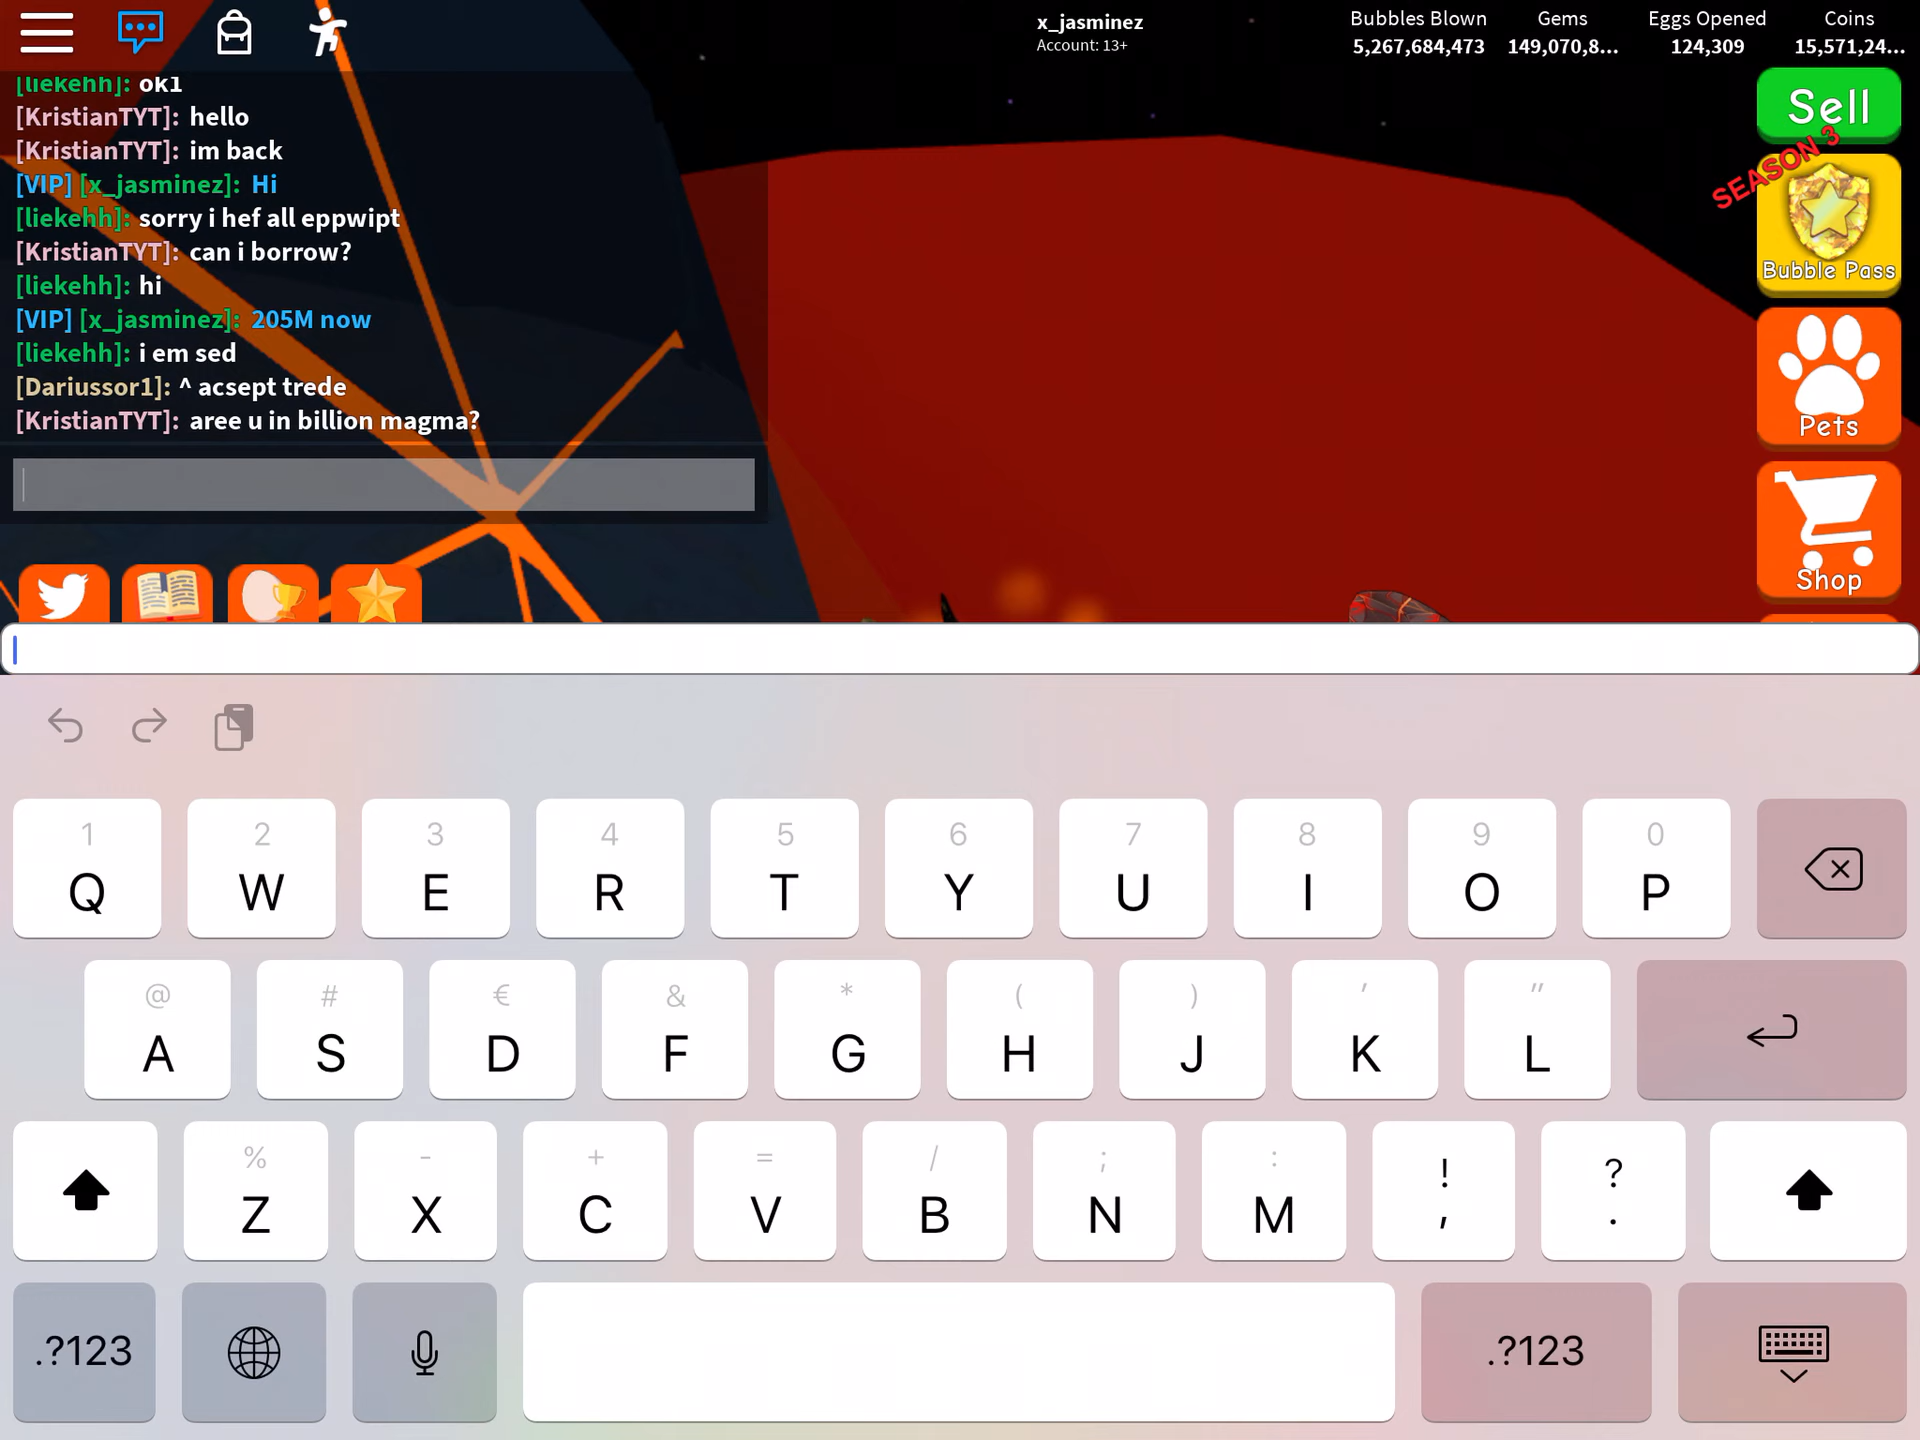 x_jasminez
Account: 13+
Bubbles Blown
5,267,684,473
Gems
149,070,8...
Eggs Opened
124,309
Coins
15,571,24...
[liekehh]: ok1
[KristianTYT]: hello
[KristianTYT]: im back
[VIP] [x_jasminez]: Hi
[liekehh]: sorry i hef all eppwipt
[KristianTYT]: can i borrow?
[liekehh]: hi
[VIP] [x_jasminez]: 205M now
[liekehh]: i em sed
[Dariussor1]: ^ acsept trede
[KristianTYT]: aree u in billion magma?
Sell
SEASON 3
Bubble Pass
Pets
Shop
1 2 3 4 5 6 7 8 9 0
Q W E R T Y U I O P
@ # € & * ( ) ' "
A S D F G H J K L
% - + = / ; : ! ?
Z X C V B N M , .
.?123 .?123